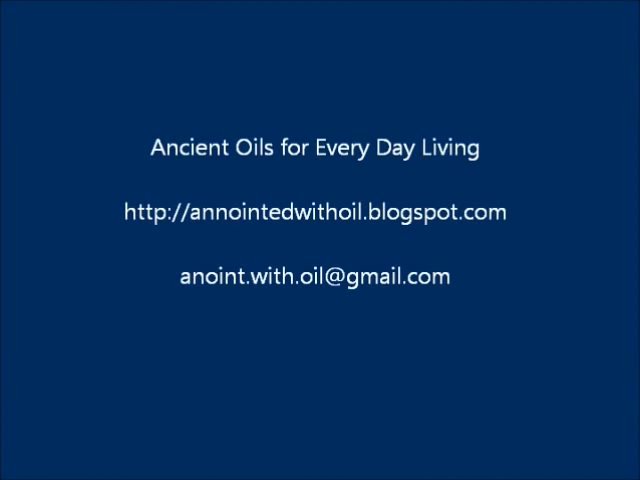 Ancient Oils for Every Day Living
http://annointedwithoil.blogspot.com
anoint.with.oil@gmail.com